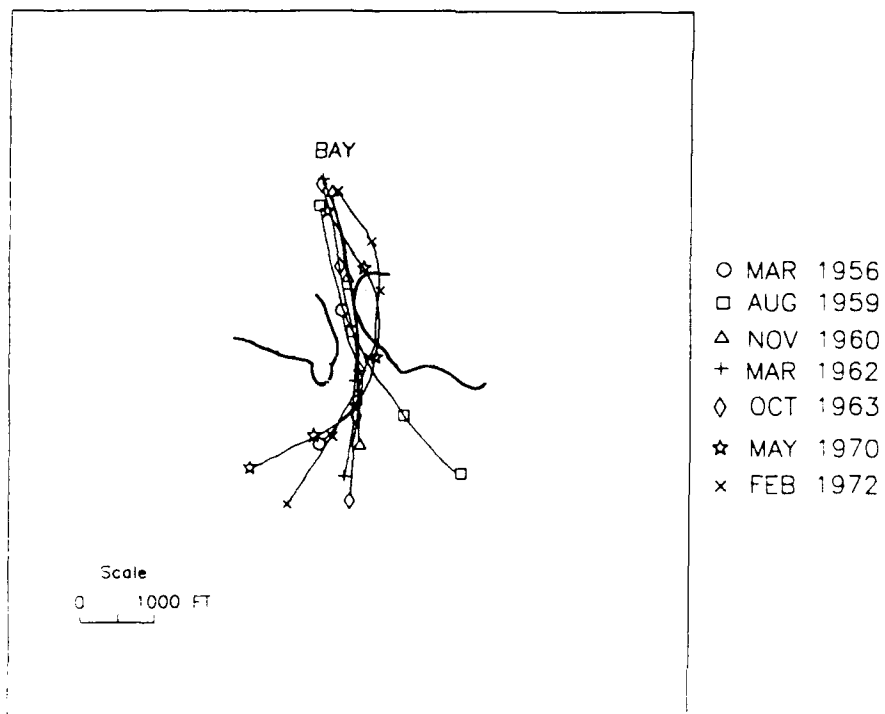 BAY
MAR 1956
AUG 1959
NOV 1960
MAR 1962
OCT 1963
MAY 1970
FEB 1972
Scale
0 1000 FT